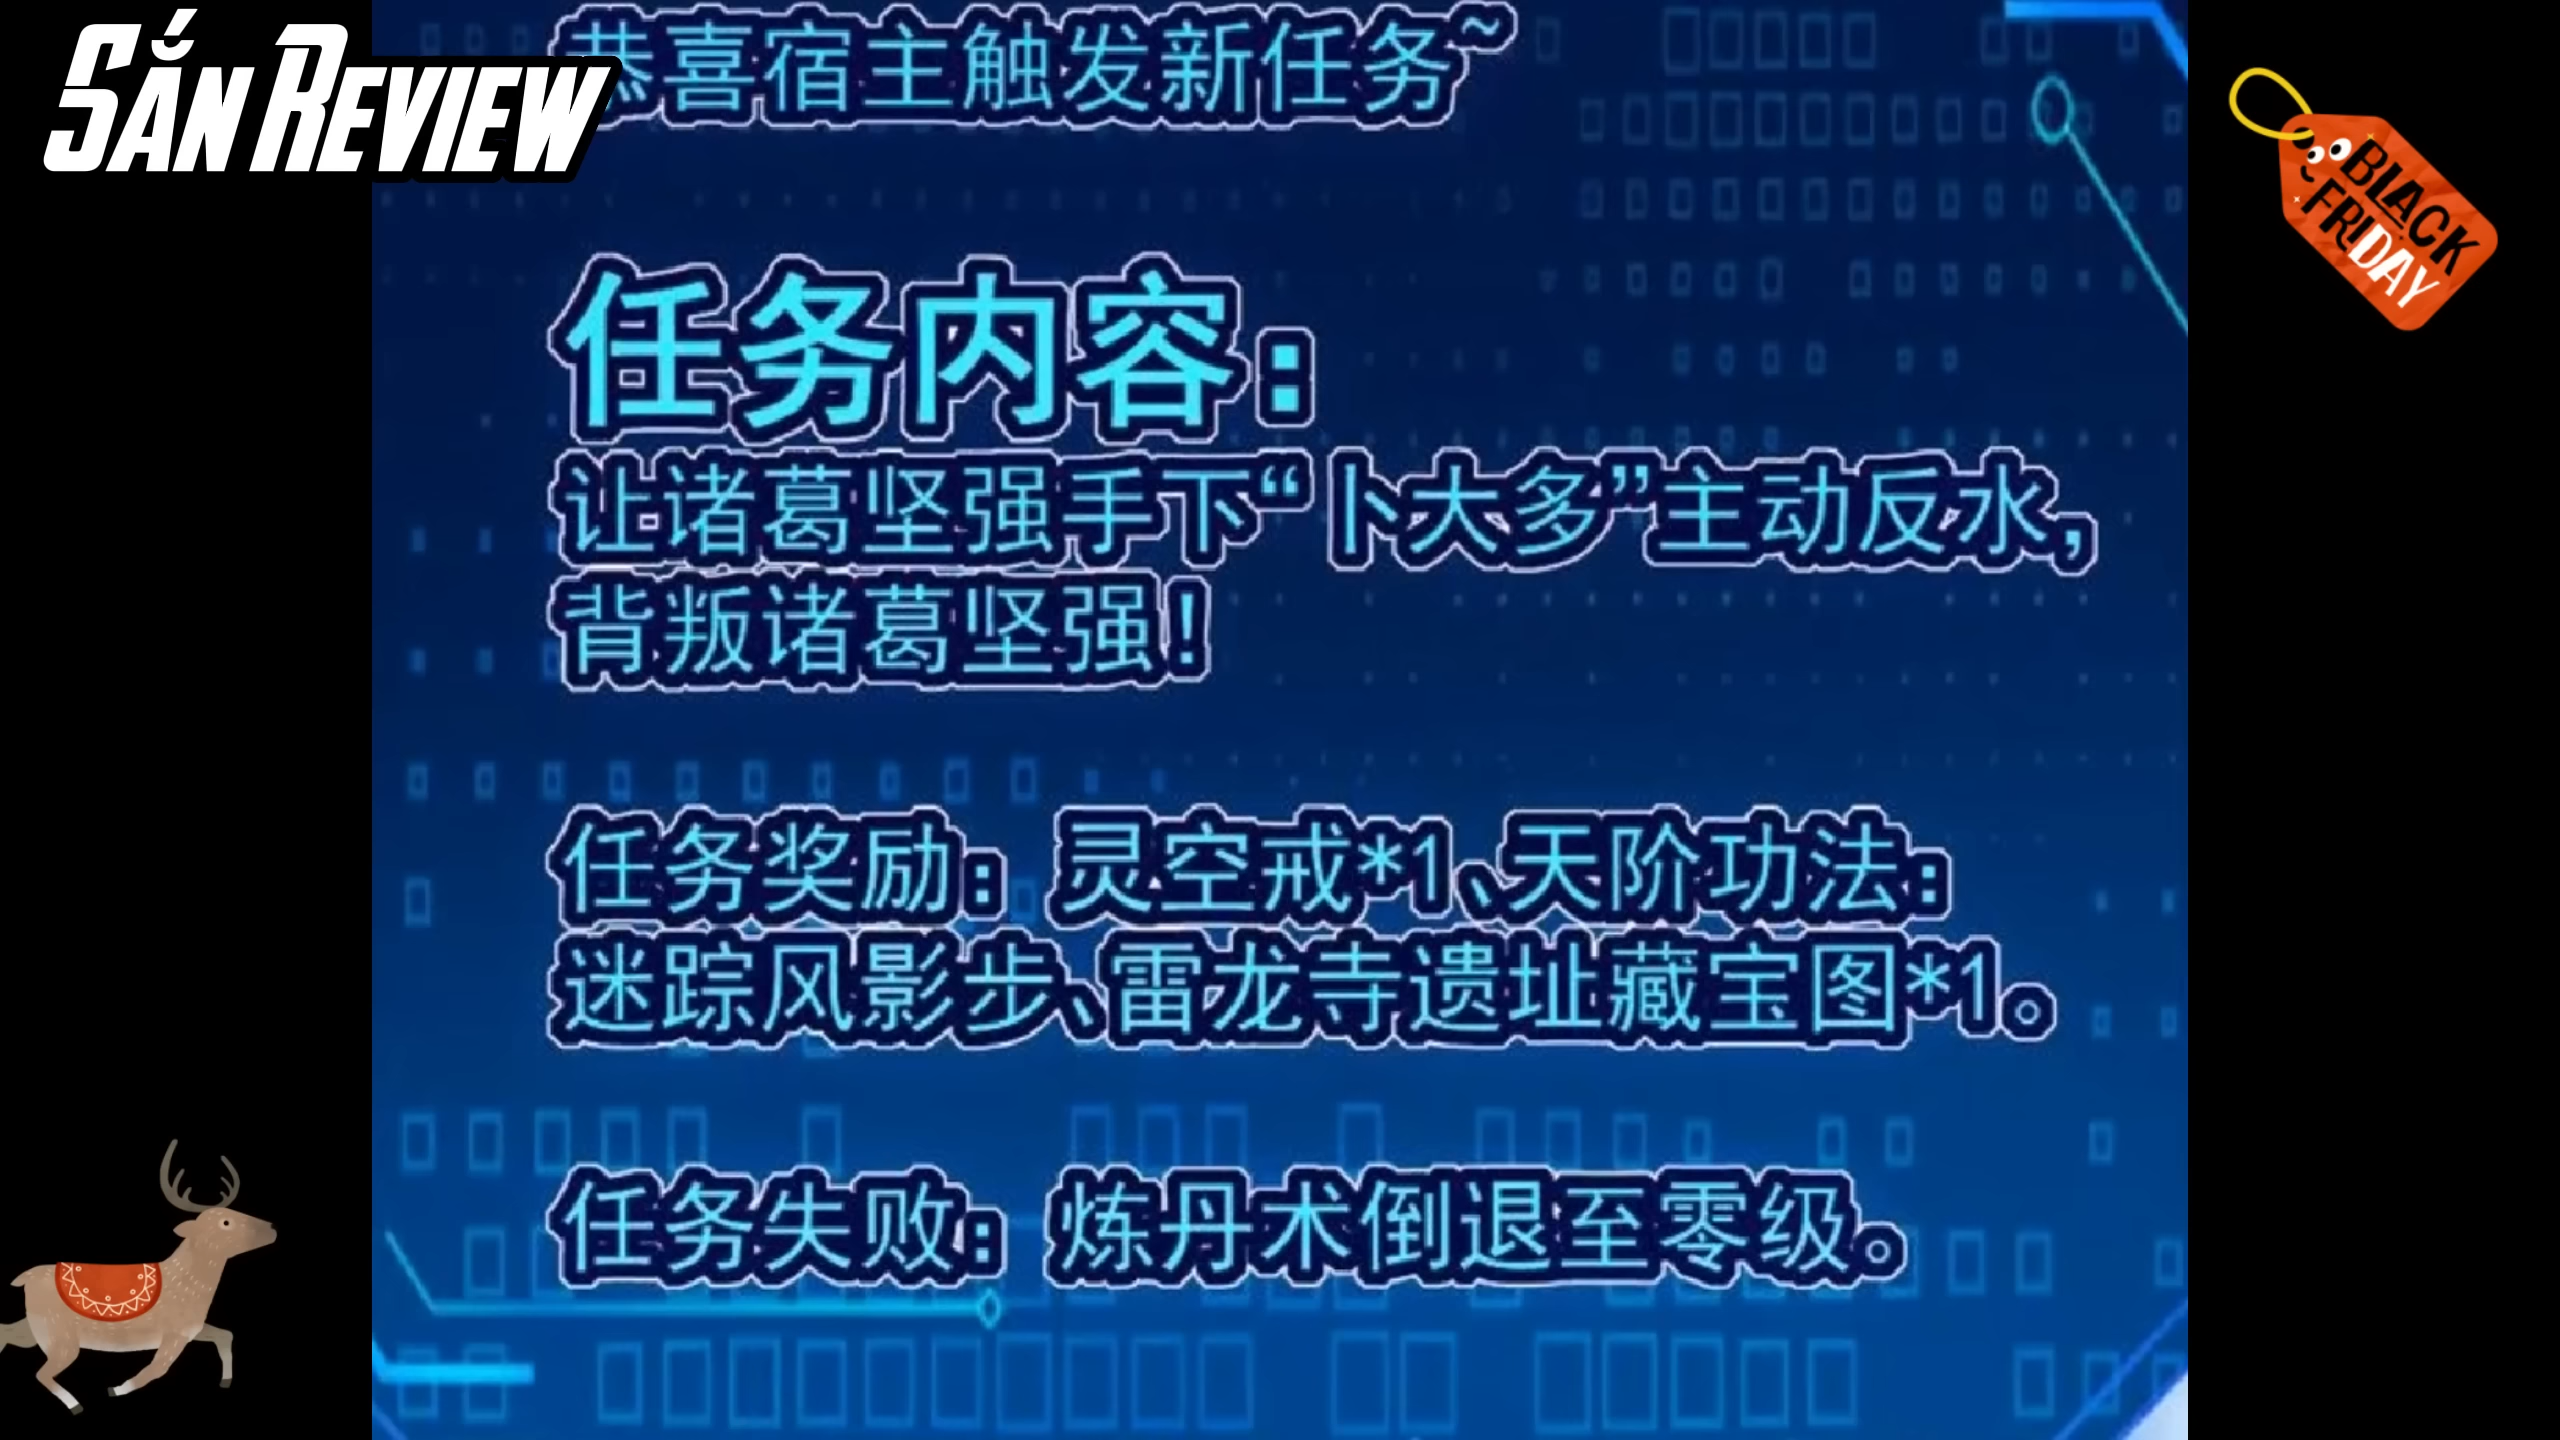 SẮN REVIEW
恭喜宿主触发新任务~
BLACK
FRIDAY
任务内容：
让诸葛坚强手下“卜大多”主动反水，
背叛诸葛坚强！
任务奖励：灵空戒*1、天阶功法：
迷踪风影步、雷龙寺遗址藏宝图*1。
任务失败：炼丹术倒退至零级。